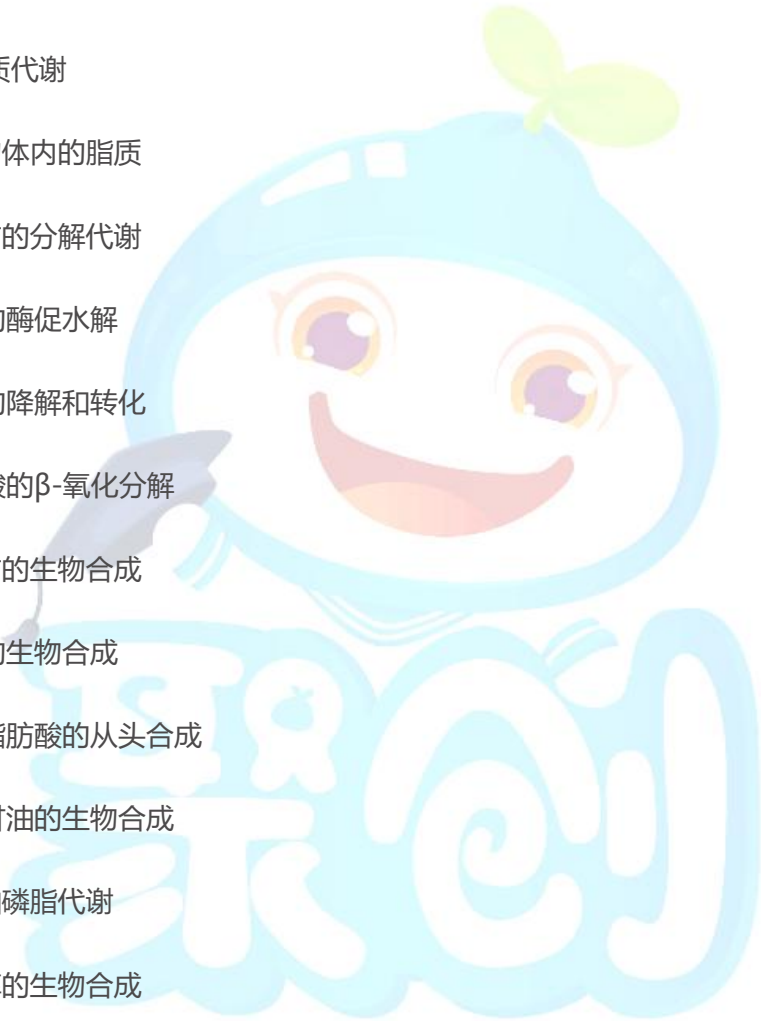 质代谢
体内的脂质
的分解代谢
酶促水解
降解和转化
的β-氧化分解
的生物合成
生物合成
脂肪酸的从头合成
油的生物合成
磷脂代谢
的生物合成
聚创